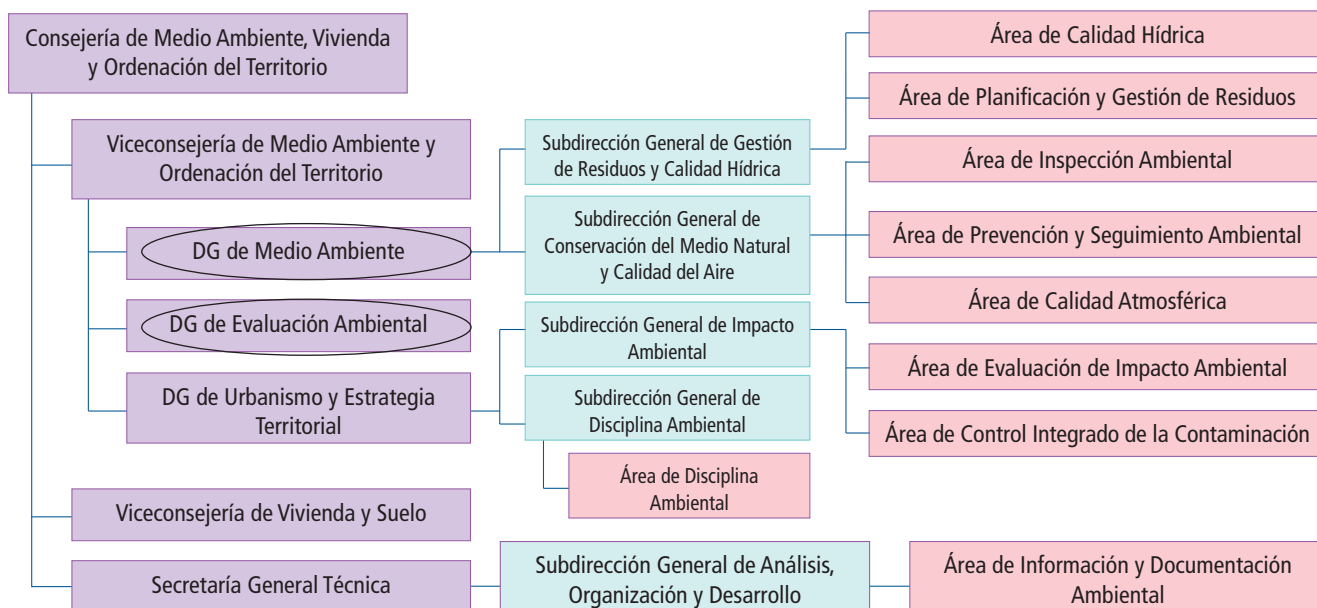 Consejería de Medio Ambiente, Vivienda
y Ordenación del Territorio
Viceconsejería de Medio Ambiente y
Ordenación del Territorio
DG de Medio Ambiente
DG de Evaluación Ambiental
DG de Urbanismo y Estrategia
Territorial
Viceconsejería de Vivienda y Suelo
Secretaría General Técnica
Subdirección General de Gestión
de Residuos y Calidad Hídrica
Subdirección General de
Conservación del Medio Natural
y Calidad del Aire
Subdirección General de Impacto
Ambiental
Subdirección General de
Disciplina Ambiental
Área de Disciplina
Ambiental
Subdirección General de Análisis,
Organización y Desarrollo
Área de Calidad Hídrica
Área de Planificación y Gestión de Residuos
Área de Inspección Ambiental
Área de Prevención y Seguimiento Ambiental
Área de Calidad Atmosférica
Área de Evaluación de Impacto Ambiental
Área de Control Integrado de la Contaminación
Área de Información y Documentación
Ambiental